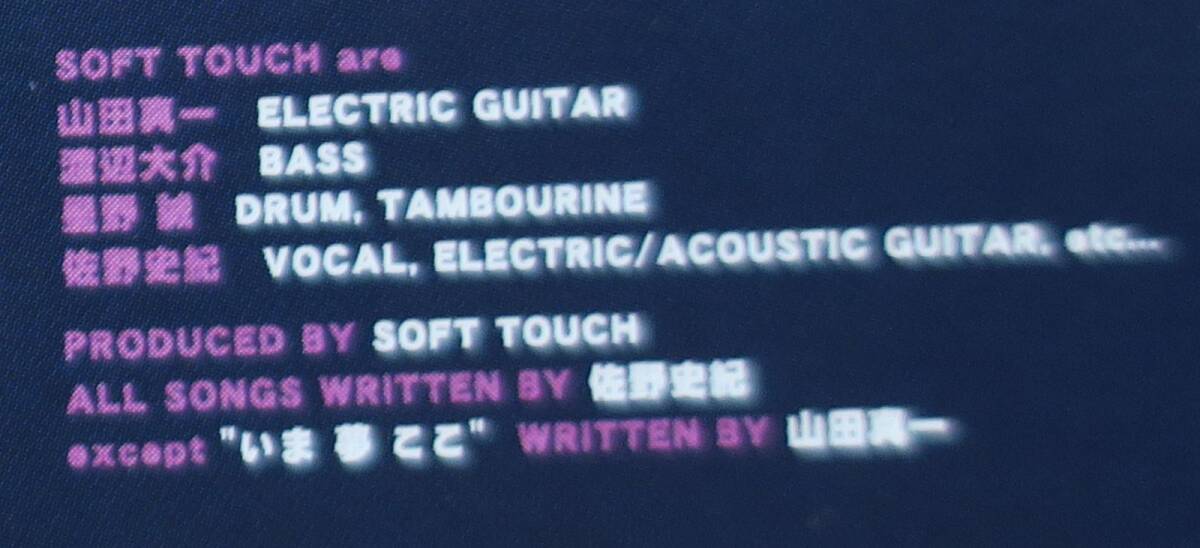 SOFT TOUCH are
山田真一 ELECTRIC GUITAR
渡辺大介 BASS
星野 誠 DRUM, TAMBOURINE
佐野史紀 VOCAL, ELECTRIC/ACOUSTIC GUITAR, etc...
PRODUCED BY SOFT TOUCH
ALL SONGS WRITTEN BY 佐野史紀
except "いま 夢 ここ" WRITTEN BY 山田真一